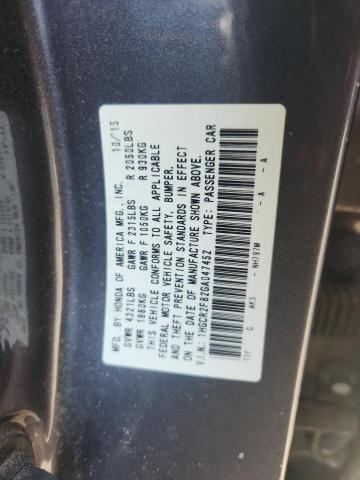 MFD. BY HONDA OF AMERICA MFG., INC. 10/15
GVWR 4321LBS GAWR F 2315LBS R 2050LBS
GVWR 1960KG GAWR F 1050KG R 930KG
THIS VEHICLE CONFORMS TO ALL APPLICABLE
FEDERAL MOTOR VEHICLE SAFETY, BUMPER,
AND THEFT PREVENTION STANDARDS IN EFFECT
ON THE DATE OF MANUFACTURE SHOWN ABOVE.
V.I.N.: 1HGCR2F82GA047452 TYPE: PASSENGER CAR
T2F G AK5 NH797M A - A